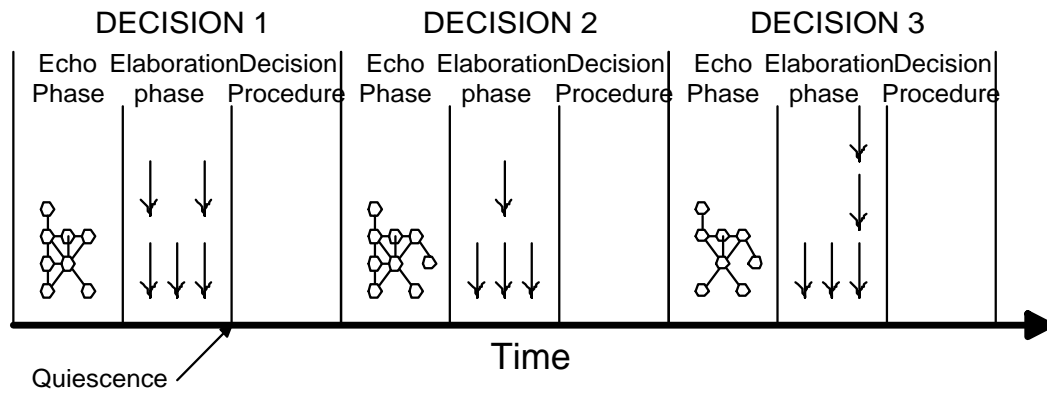 DECISION 1 DECISION 2 DECISION 3
Echo Elaboration Decision Echo Elaboration Decision Echo Elaboration Decision
Phase phase Procedure Phase phase Procedure Phase phase Procedure
Time
Quiescence